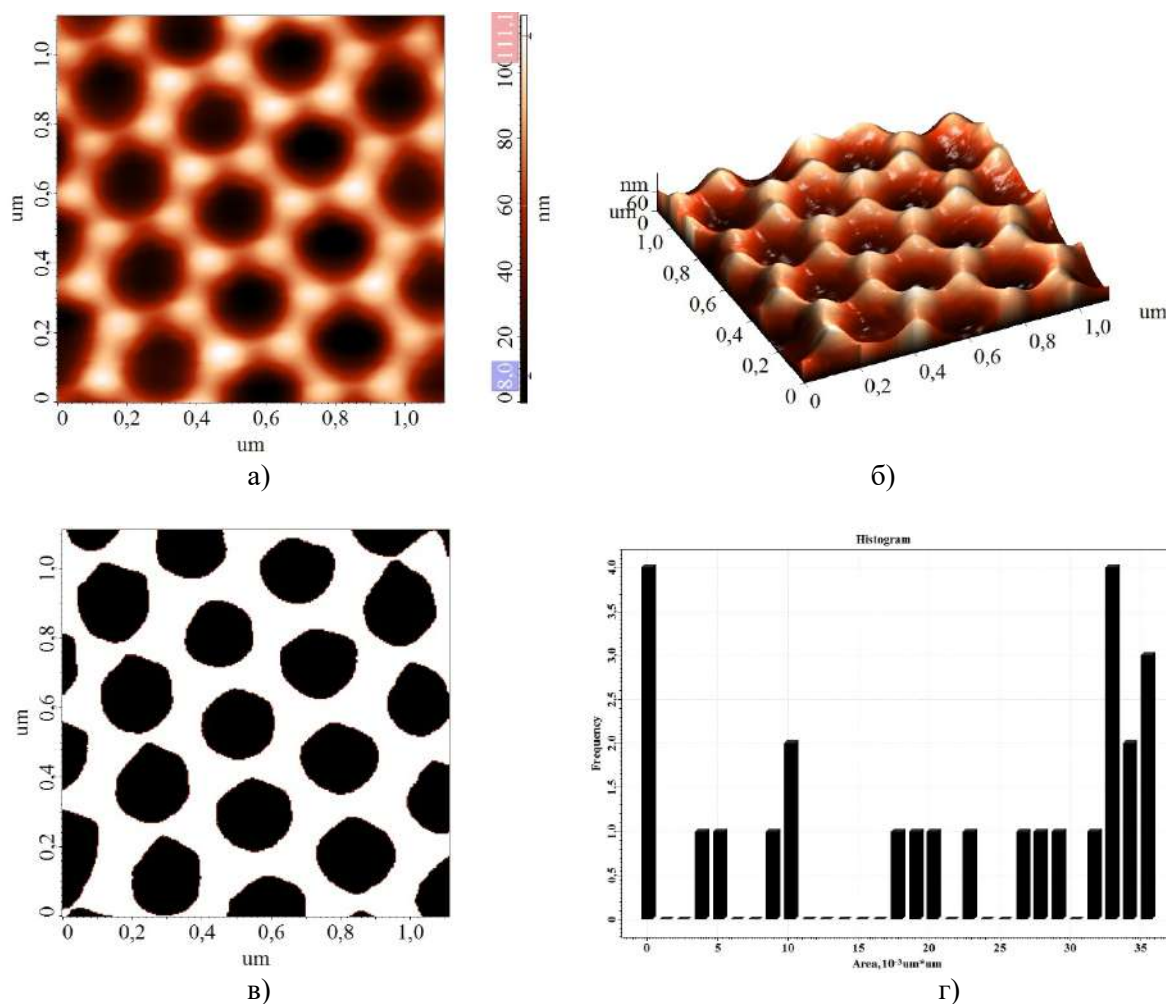 1,0
0,8
0,6
0,4
0,2
0
um
0 0,2 0,4 0,6 0,8 1,0
um
111,1
100
80
60
40
20
0
8,0
nm
а)
nm
60
0
um
1,0
0,8
0,6
0,4
0,2
0
0 0,2 0,4 0,6 0,8 1,0
um
б)
1,0
0,8
0,6
0,4
0,2
0
um
0 0,2 0,4 0,6 0,8 1,0
um
в)
Histogram
4,0
3,5
3,0
2,5
2,0
1,5
1,0
0,5
0
Frequency
0 5 10 15 20 25 30 35
Area, 10⁻³um*um
г)